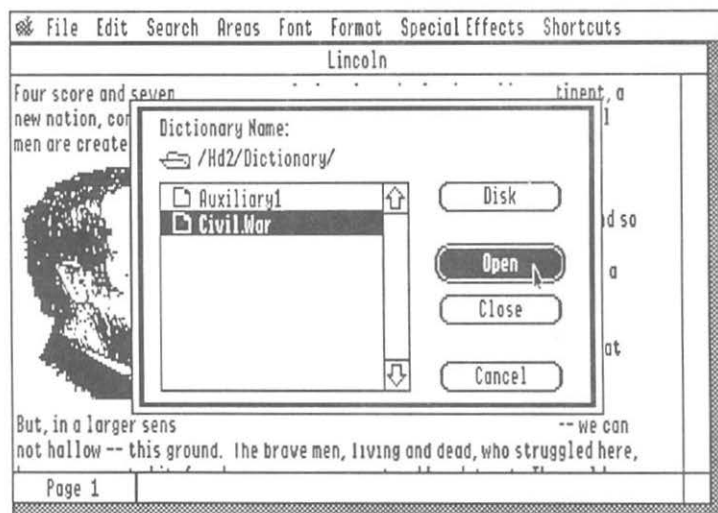 File Edit Search Areas Font Format Special Effects Shortcuts
Lincoln
Four score and seven tinent, a
new nation, con l
men are create
Dictionary Name:
/Hd2/Dictionary/
Auxiliary1
Civil.War
Disk
Open
Close
Cancel
d so
a
at
But, in a larger sens -- we can
not hallow -- this ground. The brave men, living and dead, who struggled here,
Page 1